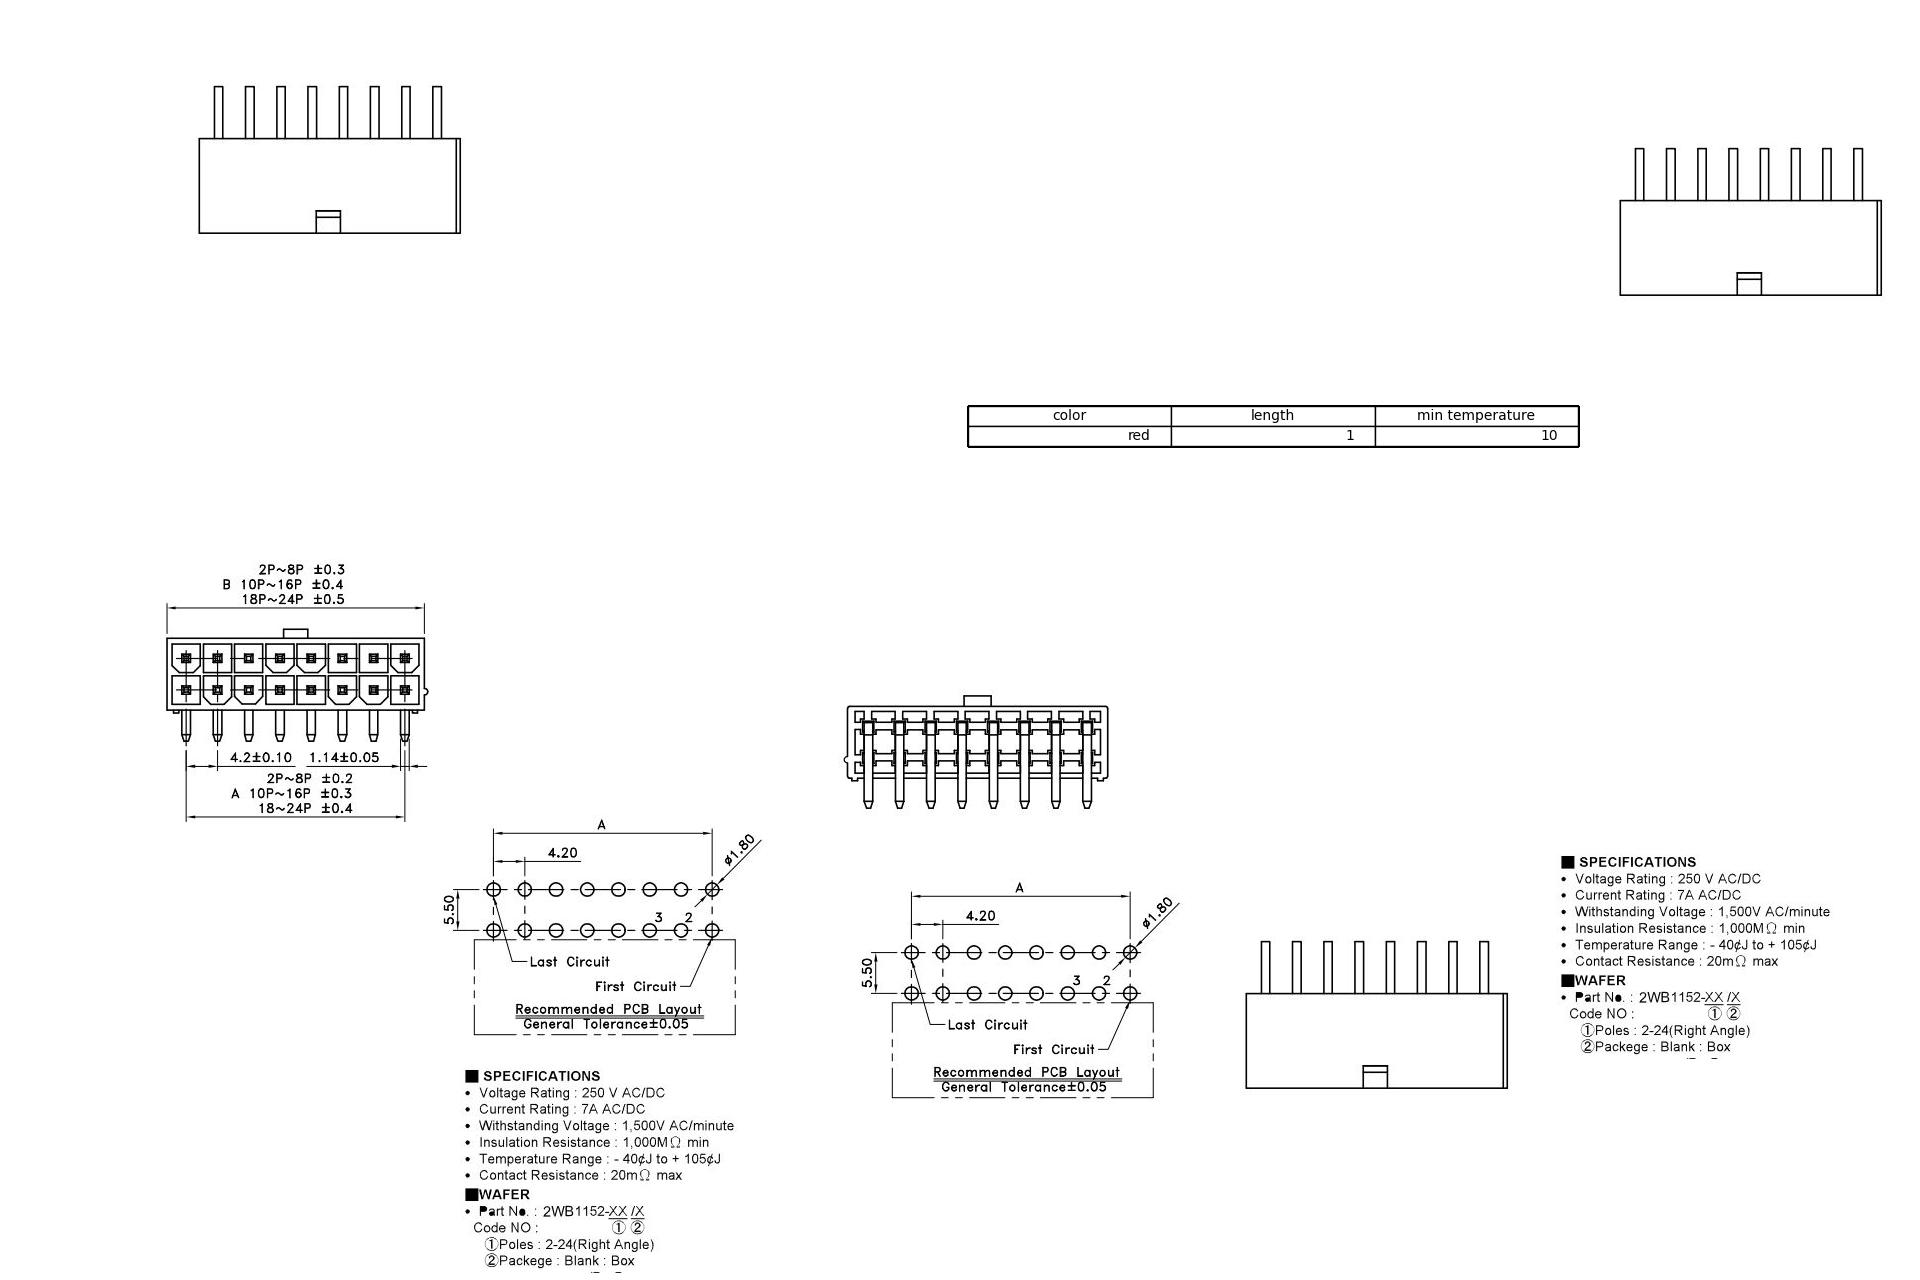 color length min temperature
red 1 10
2P~8P ±0.3
B 10P~16P ±0.4
18P~24P ±0.5
4.2±0.10 1.14±0.05
2P~8P ±0.2
A 10P~16P ±0.3
18~24P ±0.4
A
4.20
ø1.80
5.50
3 2
Last Circuit
First Circuit
Recommended PCB Layout
General Tolerance±0.05
A
4.20
ø1.80
5.50
3 2
Last Circuit
First Circuit
Recommended PCB Layout
General Tolerance±0.05
■ SPECIFICATIONS
• Voltage Rating : 250 V AC/DC
• Current Rating : 7A AC/DC
• Withstanding Voltage : 1,500V AC/minute
• Insulation Resistance : 1,000MΩ min
• Temperature Range : - 40¢J to + 105¢J
• Contact Resistance : 20mΩ max
■WAFER
• Part No. : 2WB1152-XX /X
Code NO : ① ②
①Poles : 2-24(Right Angle)
②Packege : Blank : Box
■ SPECIFICATIONS
• Voltage Rating : 250 V AC/DC
• Current Rating : 7A AC/DC
• Withstanding Voltage : 1,500V AC/minute
• Insulation Resistance : 1,000MΩ min
• Temperature Range : - 40¢J to + 105¢J
• Contact Resistance : 20mΩ max
■WAFER
• Part No. : 2WB1152-XX /X
Code NO : ① ②
①Poles : 2-24(Right Angle)
②Packege : Blank : Box